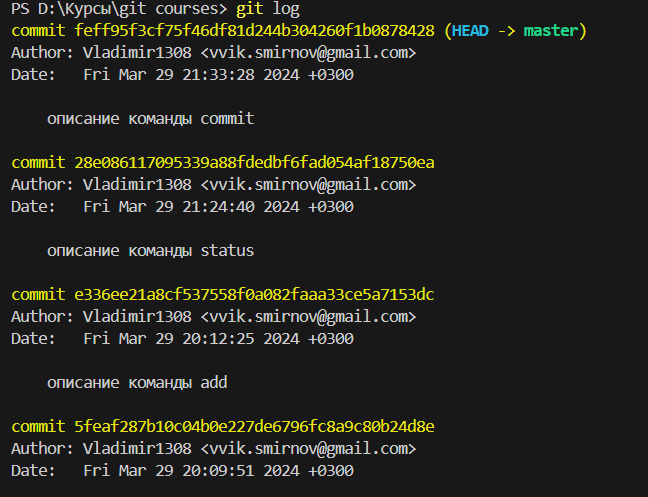 PS D:\Курсы\git courses> git log
commit feff95f3cf75f46df81d244b304260f1b0878428 (HEAD -> master)
Author: Vladimir1308 <vvik.smirnov@gmail.com>
Date:   Fri Mar 29 21:33:28 2024 +0300
    описание команды commit
commit 28e086117095339a88fdedbf6fad054af18750ea
Author: Vladimir1308 <vvik.smirnov@gmail.com>
Date:   Fri Mar 29 21:24:40 2024 +0300
    описание команды status
commit e336ee21a8cf537558f0a082faaa33ce5a7153dc
Author: Vladimir1308 <vvik.smirnov@gmail.com>
Date:   Fri Mar 29 20:12:25 2024 +0300
    описание команды add
commit 5feaf287b10c04b0e227de6796fc8a9c80b24d8e
Author: Vladimir1308 <vvik.smirnov@gmail.com>
Date:   Fri Mar 29 20:09:51 2024 +0300